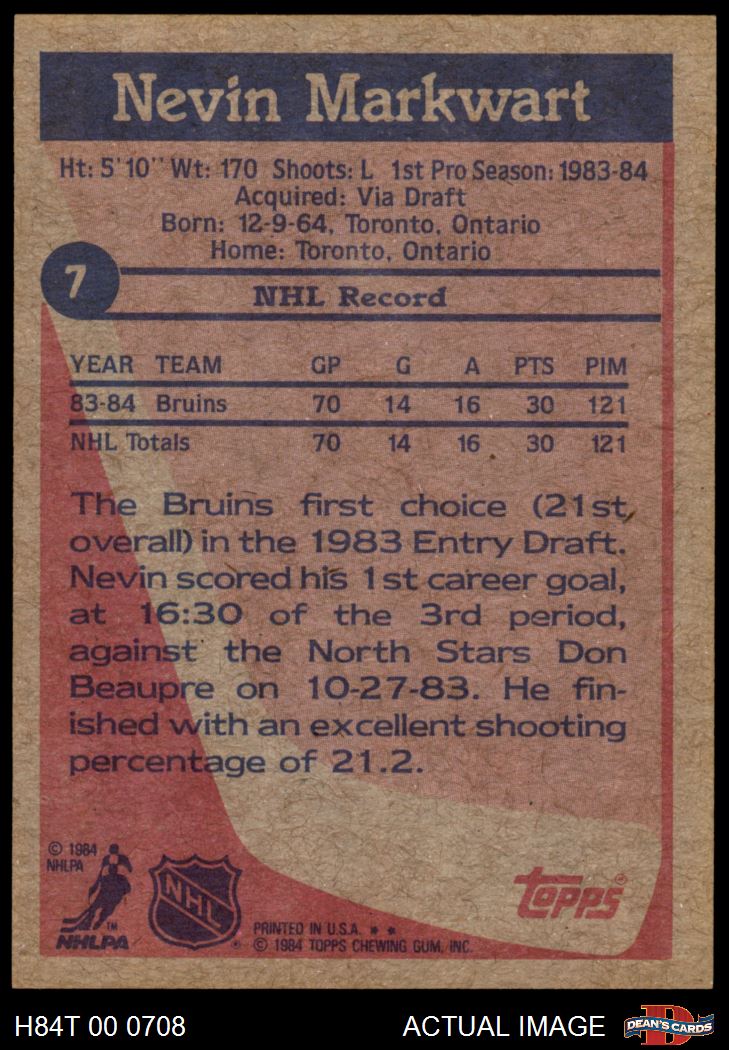 Nevin Markwart
Ht: 5'10" Wt: 170 Shoots: L 1st Pro Season: 1983-84
Acquired: Via Draft
Born: 12-9-64, Toronto, Ontario
Home: Toronto, Ontario
7
NHL Record
YEAR TEAM GP G A PTS PIM
83-84 Bruins 70 14 16 30 121
NHL Totals 70 14 16 30 121
The Bruins first choice (21st
overall) in the 1983 Entry Draft.
Nevin scored his 1st career goal,
at 16:30 of the 3rd period,
against the North Stars Don
Beaupre on 10-27-83. He fin-
ished with an excellent shooting
percentage of 21.2.
© 1984
NHLPA
TM
NHLPA
NHL
®
topps®
PRINTED IN U.S.A. * *
© 1984 TOPPS CHEWING GUM, INC.
H84T 00 0708
ACTUAL IMAGE
D
DEAN'S CARDS